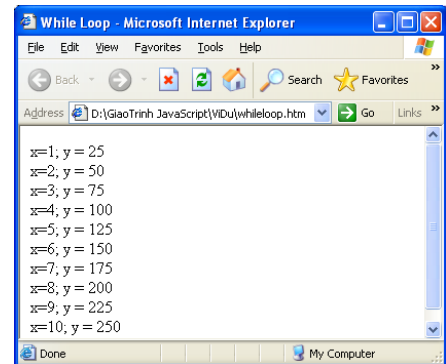 While Loop - Microsoft Internet Explorer
File Edit View Favorites Tools Help
Back Search Favorites »
Address D:\GiaoTrinh JavaScript\ViDu\whileloop.htm Go Links »
x=1; y = 25
x=2; y = 50
x=3; y = 75
x=4; y = 100
x=5; y = 125
x=6; y = 150
x=7; y = 175
x=8; y = 200
x=9; y = 225
x=10; y = 250
Done My Computer